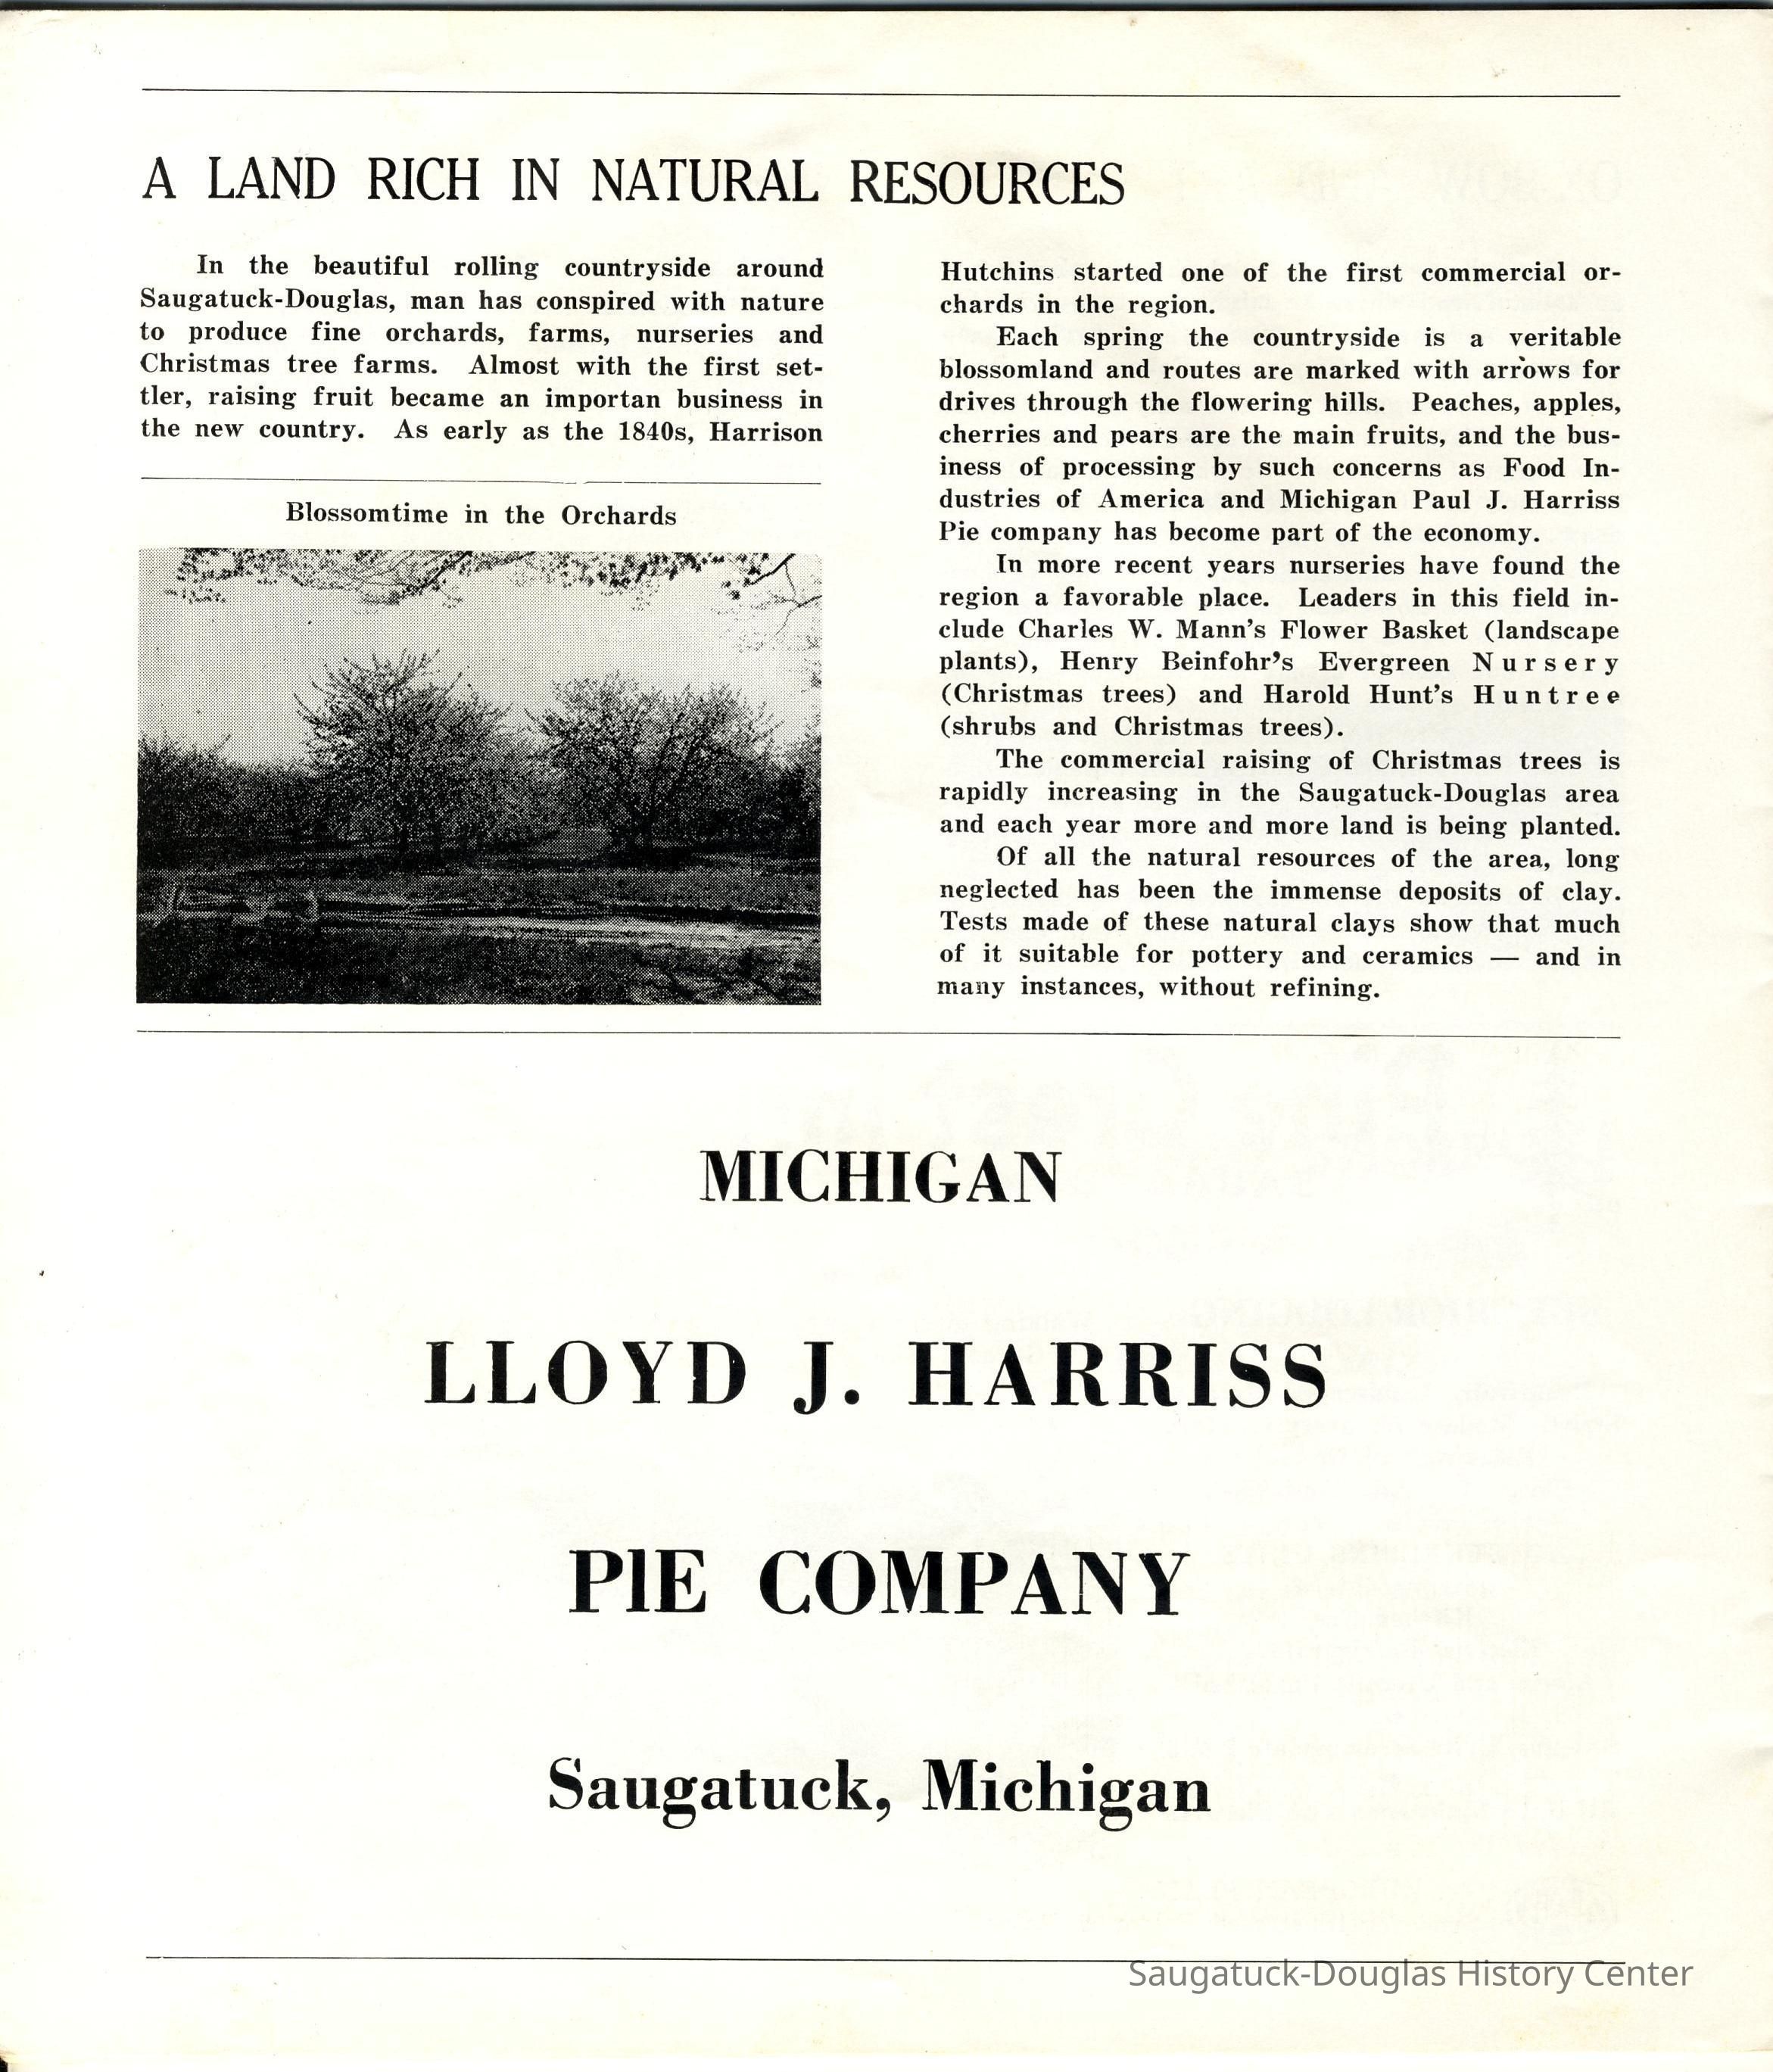 A LAND RICH IN NATURAL RESOURCES
In the beautiful rolling countryside around
Saugatuck-Douglas, man has conspired with nature
to produce fine orchards, farms, nurseries and
Christmas tree farms. Almost with the first set-
tler, raising fruit became an importan business in
the new country. As early as the 1840s, Harrison
Blossomtime in the Orchards
Hutchins started one of the first commercial or-
chards in the region.
Each spring the countryside is a veritable
blossomland and routes are marked with arrows for
drives through the flowering hills. Peaches, apples,
cherries and pears are the main fruits, and the bus-
iness of processing by such concerns as Food In-
dustries of America and Michigan Paul J. Harriss
Pie company has become part of the economy.
In more recent years nurseries have found the
region a favorable place. Leaders in this field in-
clude Charles W. Mann's Flower Basket (landscape
plants), Henry Beinfohr's Evergreen Nursery
(Christmas trees) and Harold Hunt's Huntree
(shrubs and Christmas trees).
The commercial raising of Christmas trees is
rapidly increasing in the Saugatuck-Douglas area
and each year more and more land is being planted.
Of all the natural resources of the area, long
neglected has been the immense deposits of clay.
Tests made of these natural clays show that much
of it suitable for pottery and ceramics — and in
many instances, without refining.
MICHIGAN
LLOYD J. HARRISS
PIE COMPANY
Saugatuck, Michigan
Saugatuck-Douglas History Center